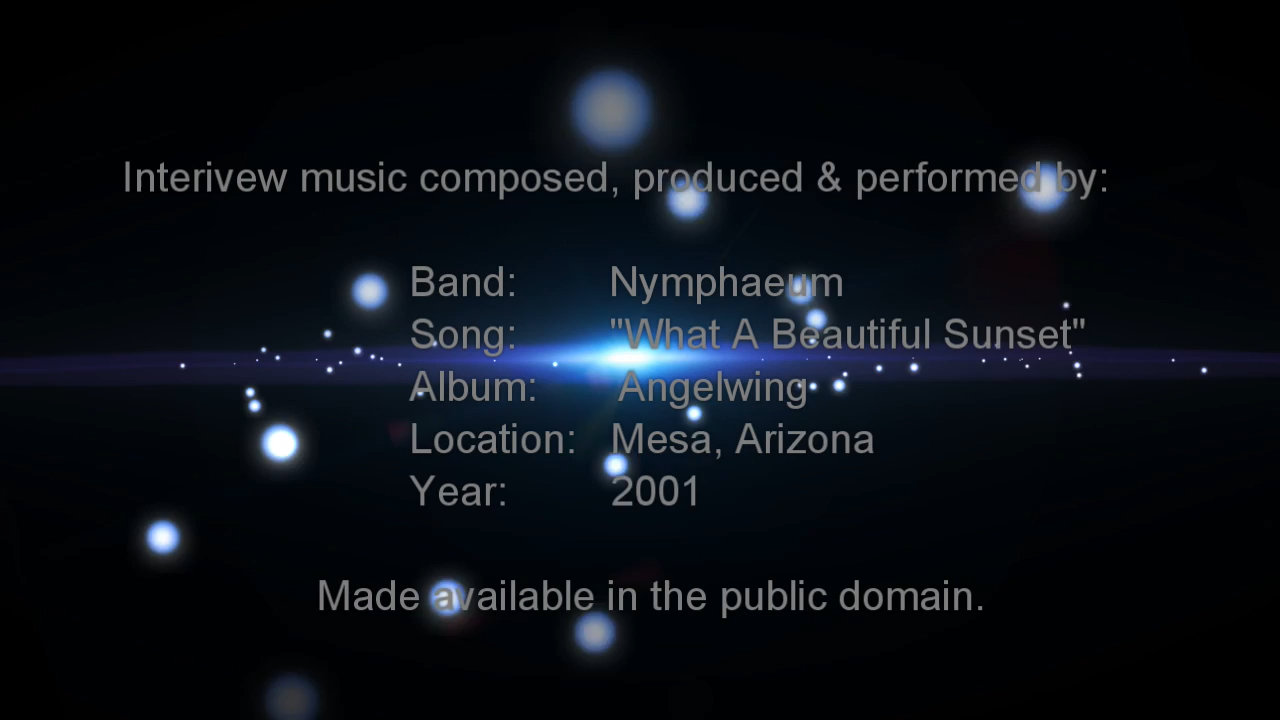 Interivew music composed, produced & performed by:
Band: Nymphaeum
Song: "What A Beautiful Sunset"
Album: Angelwing
Location: Mesa, Arizona
Year: 2001
Made available in the public domain.